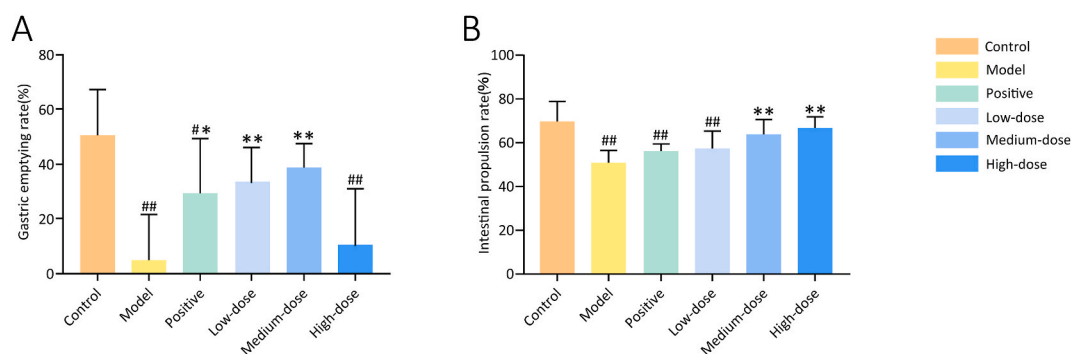 A
Gastric emptying rate(%)
80
60
40
20
0
##
#*
**
**
##
Control
Model
Positive
Low-dose
Medium-dose
High-dose
B
Intestinal propulsion rate(%)
100
80
60
40
20
0
##
##
##
**
**
Control
Model
Positive
Low-dose
Medium-dose
High-dose
Control
Model
Positive
Low-dose
Medium-dose
High-dose